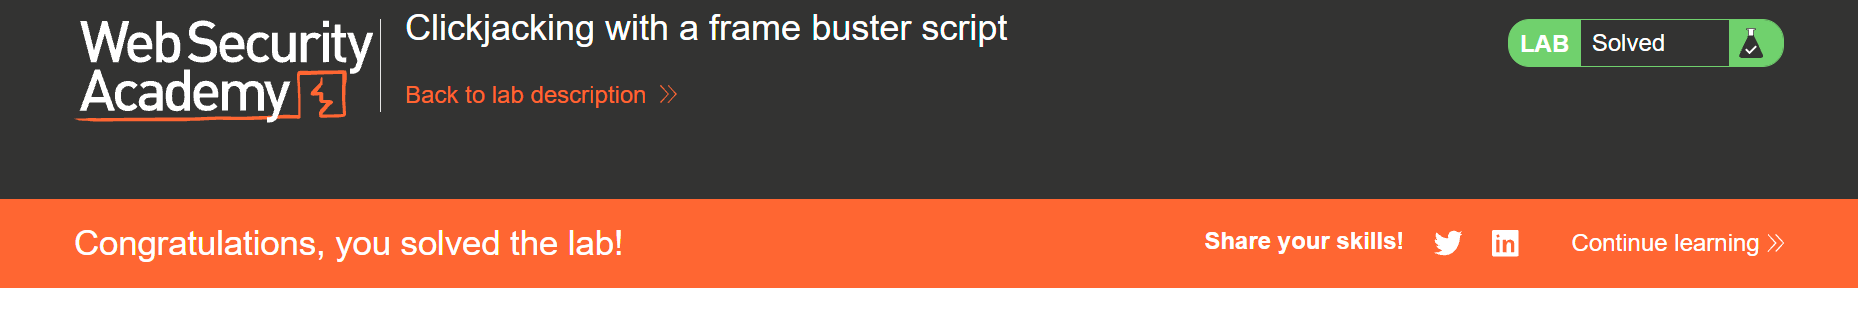 Web Security
Academy
Clickjacking with a frame buster script
Back to lab description
LAB Solved
Congratulations, you solved the lab!
Share your skills!
Continue learning